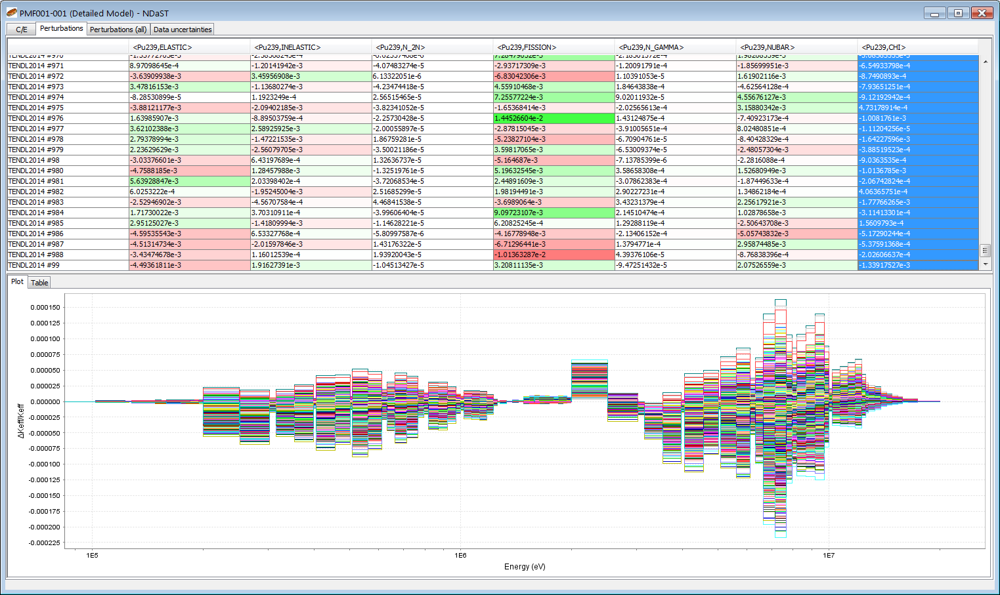 PMF001-001 (Detailed Model) - NDaST
C/E Perturbations Perturbations (all) Data uncertainties
<Pu239,ELASTIC> <Pu239,INELASTIC> <Pu239,N_2N> <Pu239,FISSION> <Pu239,N_GAMMA> <Pu239,NUBAR> <Pu239,CHI>
TENDL2014 #970
TENDL2014 #971 8.97098645e-4 -1.20141942e-3 -4.07483274e-5 -2.93717309e-3 -1.20091791e-4 -1.85699951e-3 -6.54933798e-4
TENDL2014 #972 -3.63909938e-3 3.45956908e-3 6.13322051e-6 -6.83042306e-3 1.10391053e-5 1.61902116e-3 -8.7490893e-4
TENDL2014 #973 3.47816153e-3 -1.13680274e-3 -4.23474418e-5 4.55910468e-3 1.84643838e-4 -4.62564128e-4 -7.93651251e-4
TENDL2014 #974 -8.28530899e-5 1.1923249e-4 2.56515465e-5 7.25577224e-3 9.02011932e-5 4.55676127e-3 -9.12192942e-4
TENDL2014 #975 -3.88121177e-3 -2.09402185e-3 -3.82341052e-5 -1.65368414e-3 -2.02565613e-4 3.15880342e-3 4.73178914e-4
TENDL2014 #976 1.63985907e-3 -8.89503759e-4 -2.25730428e-5 1.44526604e-2 1.43124875e-4 -7.40923173e-4 -1.0081761e-3
TENDL2014 #977 3.62102388e-3 2.58925925e-3 -2.00055897e-5 -2.87815045e-3 -3.91005651e-4 8.02480851e-4 -1.11204256e-5
TENDL2014 #978 2.79378994e-3 -1.47221535e-3 1.86759281e-5 -5.23827104e-3 -6.70904761e-5 -8.40428329e-4 -1.64227596e-3
TENDL2014 #979 2.23629629e-3 -2.56079705e-3 -3.50021186e-5 3.59817065e-3 -6.53009374e-5 -2.48057304e-3 -3.88519523e-4
TENDL2014 #98 -3.03376601e-3 6.43197689e-4 1.32636737e-5 -5.164687e-3 -7.13785399e-6 -2.2816088e-4 -9.0363535e-4
TENDL2014 #980 -4.7588185e-3 1.28457988e-3 -1.32519761e-5 5.19632545e-3 3.58658308e-4 1.52680949e-3 -1.0136785e-3
TENDL2014 #981 5.63928847e-3 2.03398402e-4 -3.72068534e-5 2.44891609e-3 -3.07862383e-4 -1.87449633e-4 -2.06742824e-4
TENDL2014 #982 6.0253222e-4 -1.95245004e-3 2.51685299e-5 1.98194491e-3 2.90227231e-4 1.34862184e-4 4.06365751e-4
TENDL2014 #983 -2.52946902e-3 -4.56707584e-4 4.46841538e-5 -3.6989064e-3 3.43231379e-4 2.25617921e-3 -1.77766265e-3
TENDL2014 #984 1.71730022e-3 3.70310911e-4 -3.99606404e-5 9.09723107e-3 2.14510474e-4 1.02878658e-3 -3.11413301e-4
TENDL2014 #985 2.95125027e-3 -1.41809994e-3 -1.14628221e-5 6.20825245e-4 1.29288119e-4 -2.50643708e-3 1.5609793e-4
TENDL2014 #986 -4.59535543e-3 6.53327768e-4 -5.80997587e-6 -4.16778948e-3 -2.13406152e-4 -5.05743832e-3 -5.17290244e-4
TENDL2014 #987 -4.51314734e-3 -2.01597846e-3 1.43176322e-5 -6.71296441e-3 1.3794771e-4 2.95874485e-3 -5.37591368e-4
TENDL2014 #988 -3.43474678e-3 1.16012539e-4 1.93920043e-5 -1.01363287e-2 4.39376106e-5 -8.76838396e-4 -2.02606637e-4
TENDL2014 #99 -4.49361811e-3 1.91627391e-3 -1.04513427e-5 3.20811135e-3 -9.47251432e-5 2.07526559e-3 -1.33917527e-3
Plot Table
0.000150
0.000125
0.000100
0.000075
0.000050
0.000025
0.000000
-0.000025
-0.000050
-0.000075
-0.000100
-0.000125
-0.000150
-0.000175
-0.000200
-0.000225
ΔKeff/Keff
1E5 1E6 1E7
Energy (eV)